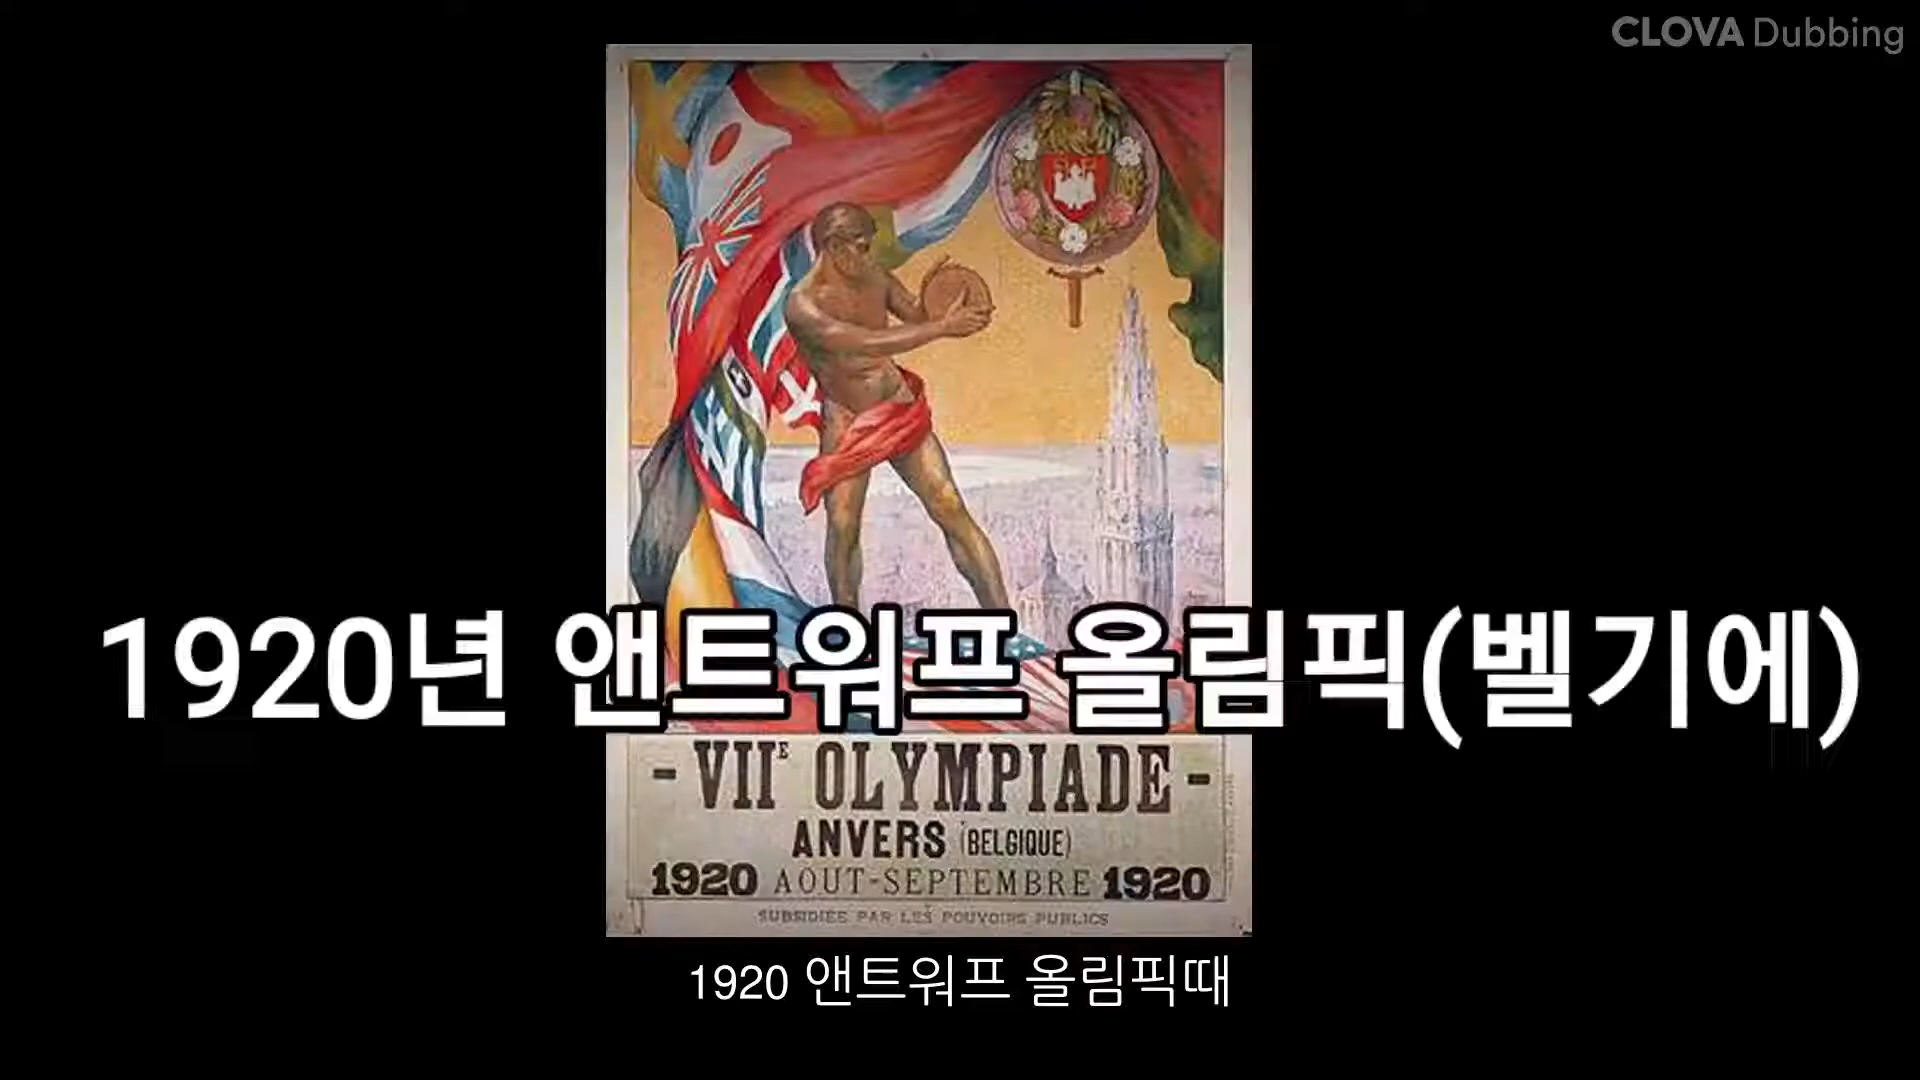 CLOVA Dubbing
1920년 앤트워프 올림픽(벨기에)
- VIIE OLYMPIADE -
ANVERS (BELGIQUE)
1920 AOUT-SEPTEMBRE 1920
SUBSIDIÉE PAR LES POUVOIRS PUBLICS
1920 앤트워프 올림픽때